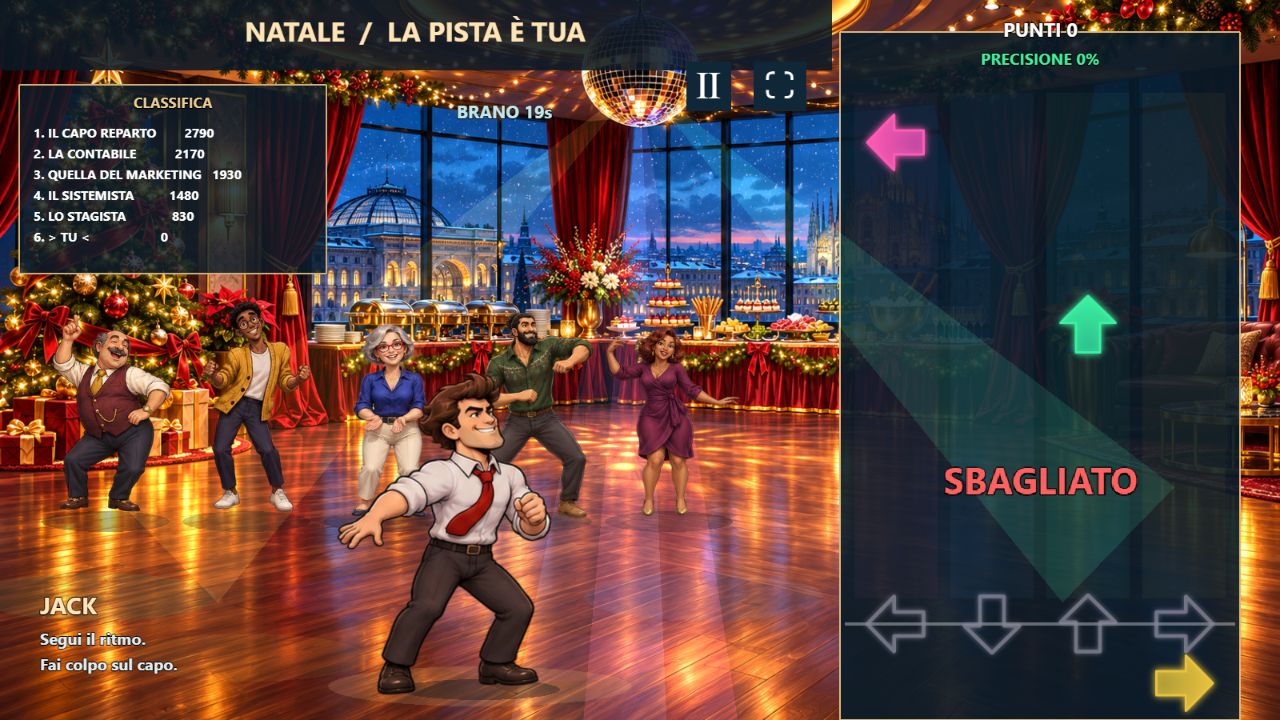 NATALE / LA PISTA È TUA
PUNTI 0
PRECISIONE 0%
CLASSIFICA
BRANO 19s
1. IL CAPO REPARTO 2790
2. LA CONTABILE 2170
3. QUELLA DEL MARKETING 1930
4. IL SISTEMISTA 1480
5. LO STAGISTA 830
6. > TU < 0
SBAGLIATO
JACK
Segui il ritmo.
Fai colpo sul capo.